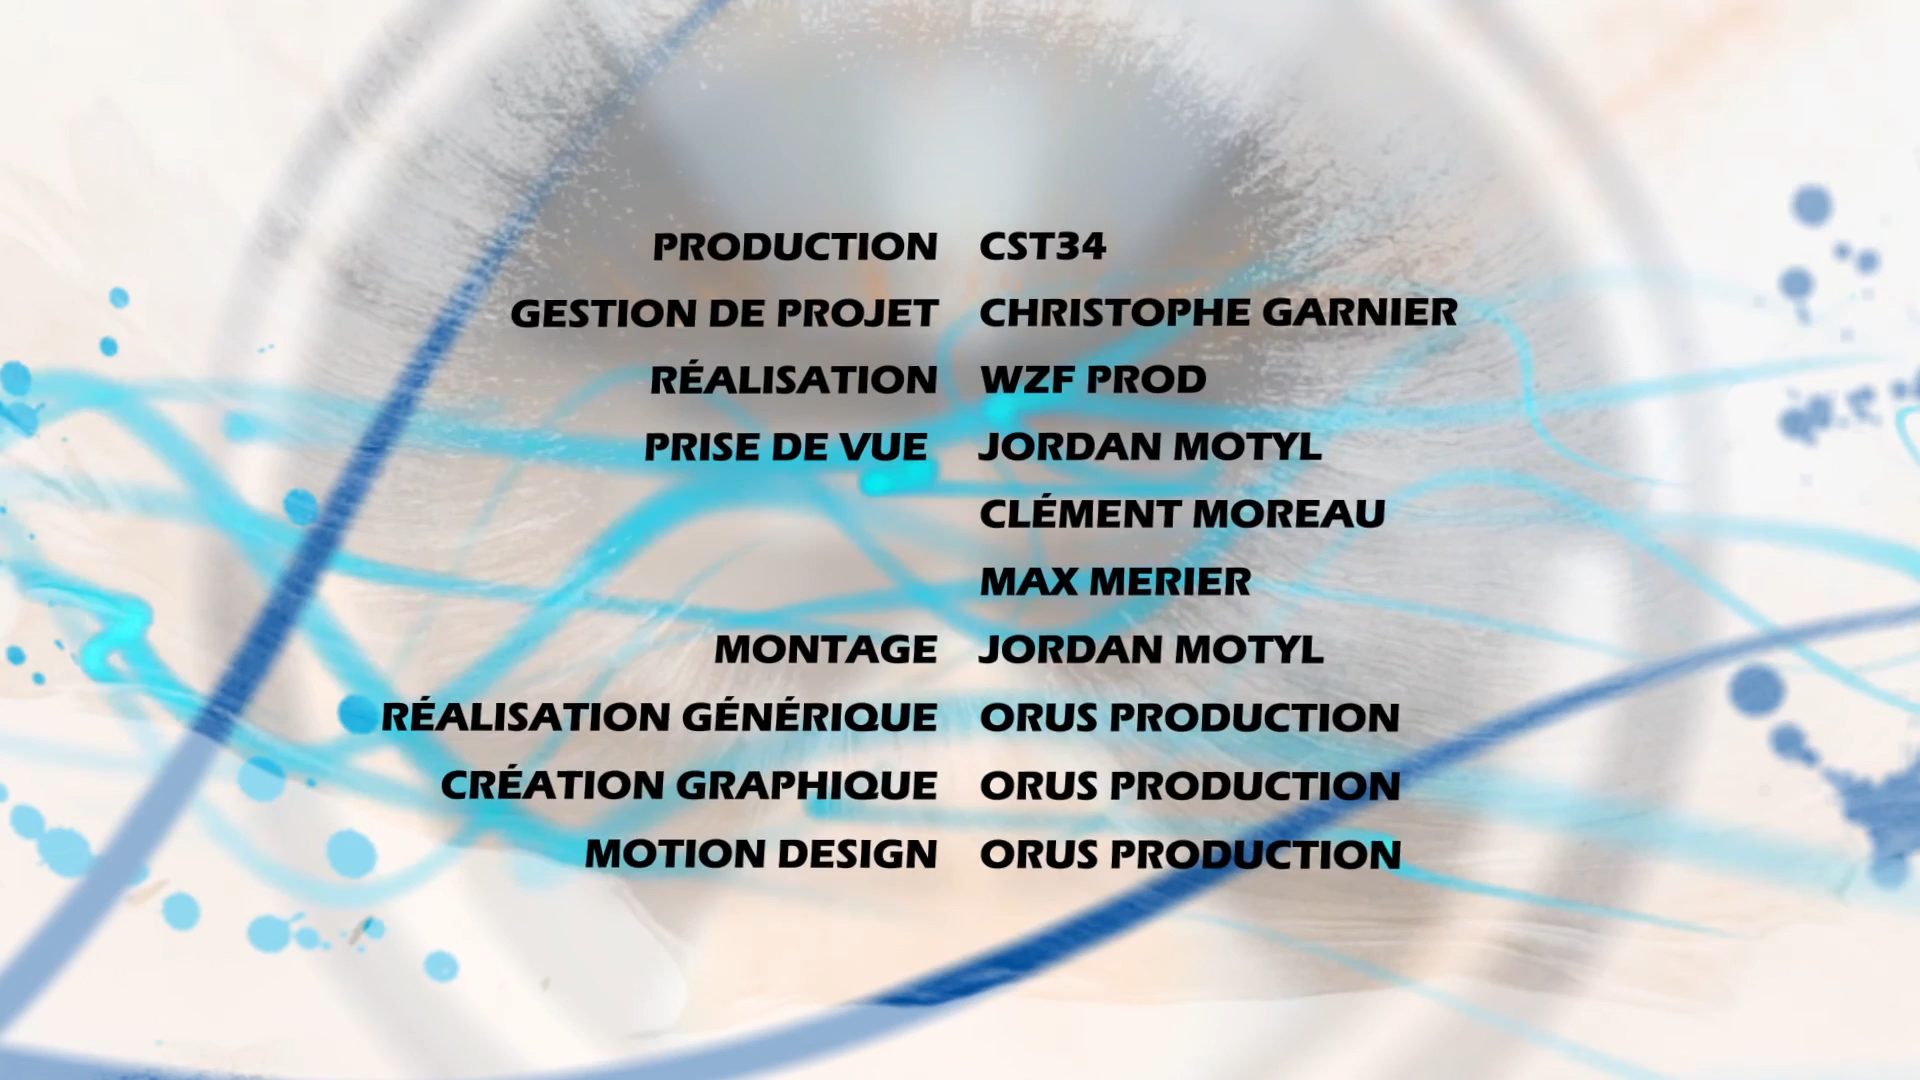 PRODUCTION CST34
GESTION DE PROJET CHRISTOPHE GARNIER
RÉALISATION WZF PROD
PRISE DE VUE JORDAN MOTYL
CLÉMENT MOREAU
MAX MERIER
MONTAGE JORDAN MOTYL
RÉALISATION GÉNÉRIQUE ORUS PRODUCTION
CRÉATION GRAPHIQUE ORUS PRODUCTION
MOTION DESIGN ORUS PRODUCTION